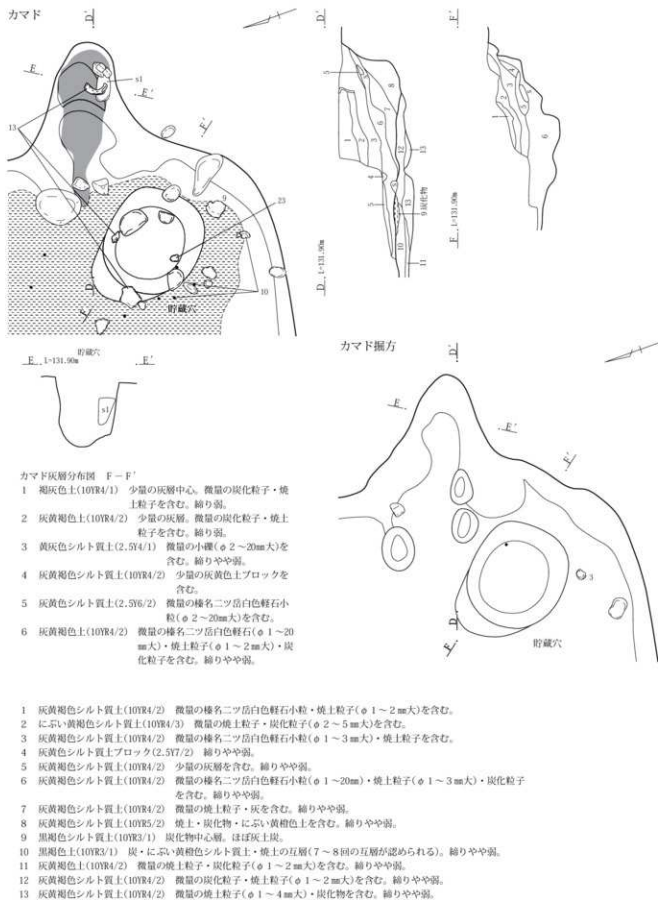 カマド
D'
E
s1
E'
13
F'
9
23
10
D
F
貯蔵穴
D'
5
8
7
6
1
2
3
12
13
4
5
13
9 炭化物
10
11
D L=131.90m
F'
4
3
2
5
1
6
F L=131.90m
貯蔵穴
E L=131.90m E'
s1
カマド掘方
D'
E
E'
F'
3
D
F
貯蔵穴
カマド灰層分布図 F－F'
1 褐灰色土(10YR4/1) 少量の灰層中心。微量の炭化粒子・焼
土粒子を含む。締り弱。
2 灰黄褐色土(10YR4/2) 少量の灰層。微量の炭化粒子・焼土
粒子を含む。締り弱。
3 黄灰色シルト質土(2.5Y4/1) 微量の小礫(φ2～20㎜大)を
含む。締りやや弱。
4 灰黄褐色シルト質土(10YR4/2) 少量の灰黄色土ブロックを
含む。
5 灰黄色シルト質土(2.5Y6/2) 微量の榛名二ツ岳白色軽石小
粒(φ2～20㎜大)を含む。
6 灰黄褐色土(10YR4/2) 微量の榛名二ツ岳白色軽石(φ1～20
㎜大)・焼土粒子(φ1～2㎜大)・炭
化粒子を含む。締りやや弱。
1 灰黄褐色シルト質土(10YR4/2) 微量の榛名二ツ岳白色軽石小粒・焼土粒子(φ1～2㎜大)を含む。
2 にぶい黄褐色シルト質土(10YR4/3) 微量の焼土粒子・炭化粒子(φ2～5㎜大)を含む。
3 灰黄褐色シルト質土(10YR4/2) 微量の榛名二ツ岳白色軽石小粒(φ1～3㎜大)・焼土粒子を含む。
4 灰黄色シルト質土ブロック(2.5Y7/2) 締りやや弱。
5 灰黄褐色シルト質土(10YR4/2) 少量の灰層を含む。締りやや弱。
6 灰黄褐色シルト質土(10YR4/2) 微量の榛名二ツ岳白色軽石小粒(φ1～20㎜)・焼土粒子(φ1～3㎜大)・炭化粒子
を含む。締りやや弱。
7 灰黄褐色シルト質土(10YR4/2) 微量の焼土粒子・灰を含む。締りやや弱。
8 灰黄褐色シルト質土(10YR5/2) 焼土・炭化物・にぶい黄橙色土を含む。締りやや弱。
9 黒褐色シルト質土(10YR3/1) 炭化物中心層。ほぼ灰土炭。
10 黒褐色土(10YR3/1) 炭・にぶい黄橙色シルト質土・焼土の互層(7～8回の互層が認められる)。締りやや弱。
11 灰黄褐色シルト質土(10YR4/2) 微量の焼土粒子・炭化粒子(φ1～2㎜大)を含む。締りやや弱。
12 灰黄褐色シルト質土(10YR4/2) 微量の炭化粒子・焼土粒子(φ1～2㎜大)を含む。締りやや弱。
13 灰黄褐色シルト質土(10YR4/2) 微量の焼土粒子(φ1～4㎜大)・炭化物を含む。締りやや弱。